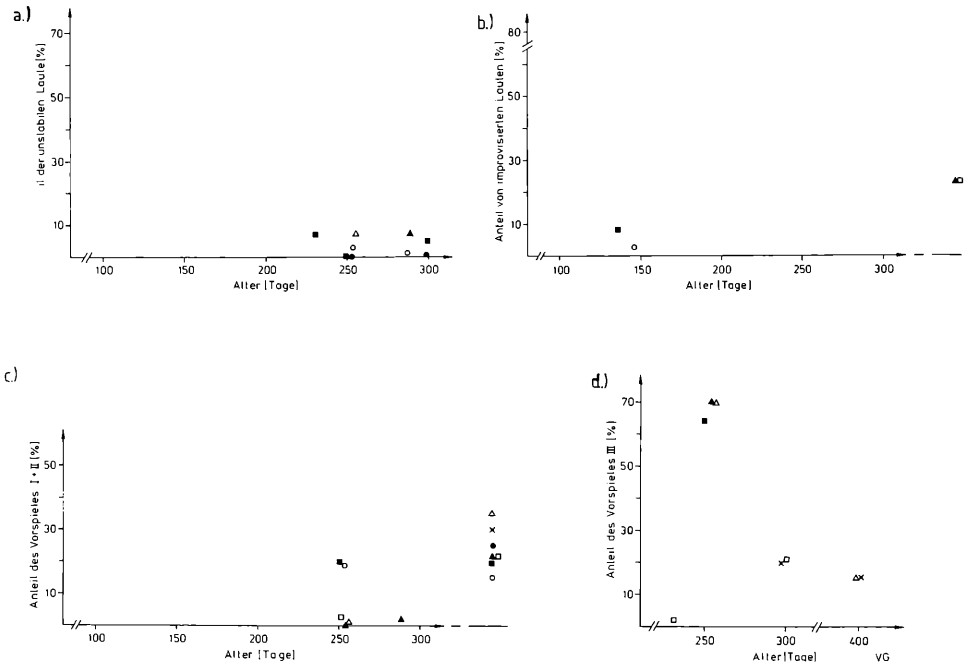 a.)
70
50
30
10
il der unstabilen Laute [%]
100 150 200 250 300
Alter [Tage]
b.)
80
50
30
10
Anteil von improvisierten Lauten [%]
100 150 200 250 300
Alter [Tage]
c.)
50
30
10
Anteil des Vorspieles I + II [%]
100 150 200 250 300
Alter [Tage]
d.)
70
50
30
10
Anteil des Vorspieles III [%]
250 300 400
Alter [Tage] VG